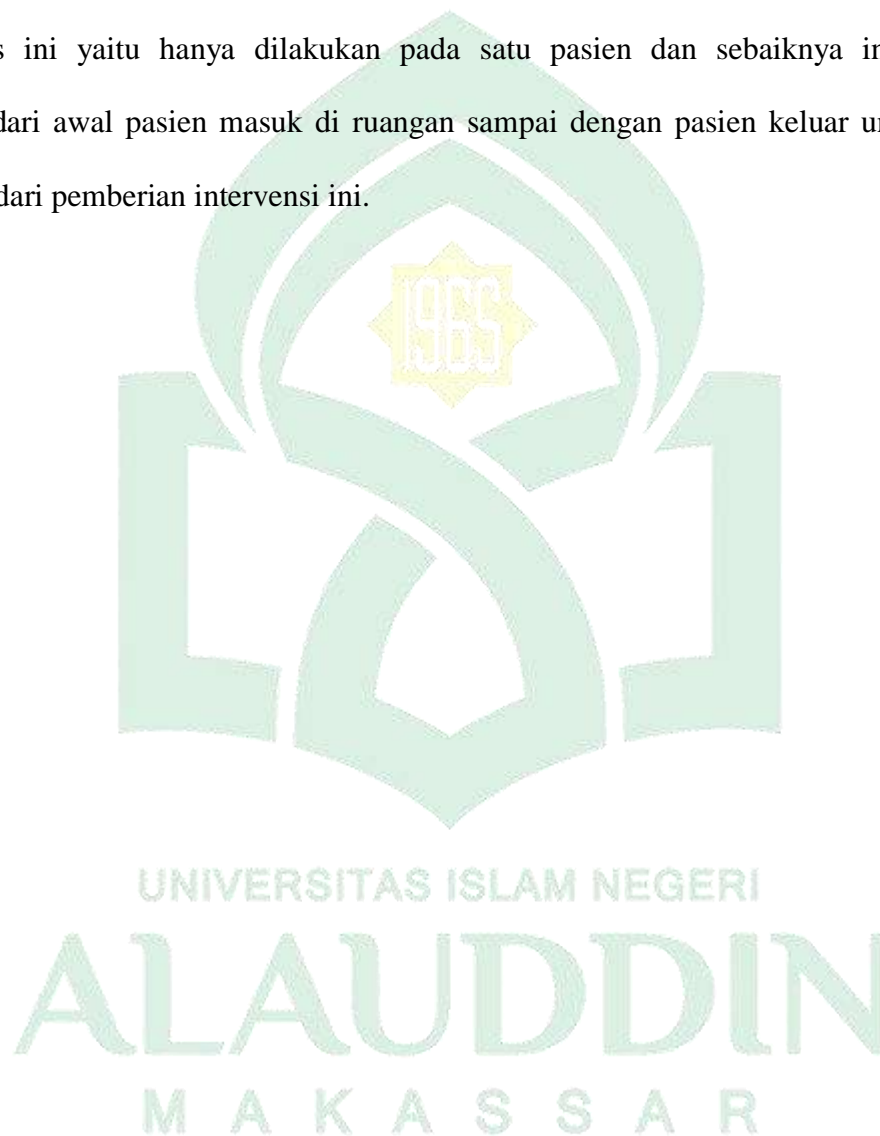 ini yaitu hanya dilakukan pada satu pasien dan sebaiknya
dari awal pasien masuk di ruangan sampai dengan pasien keluar
dari pemberian intervensi ini.
1965
UNIVERSITAS ISLAM NEGERI
ALAUDDIN
MAKASSAR